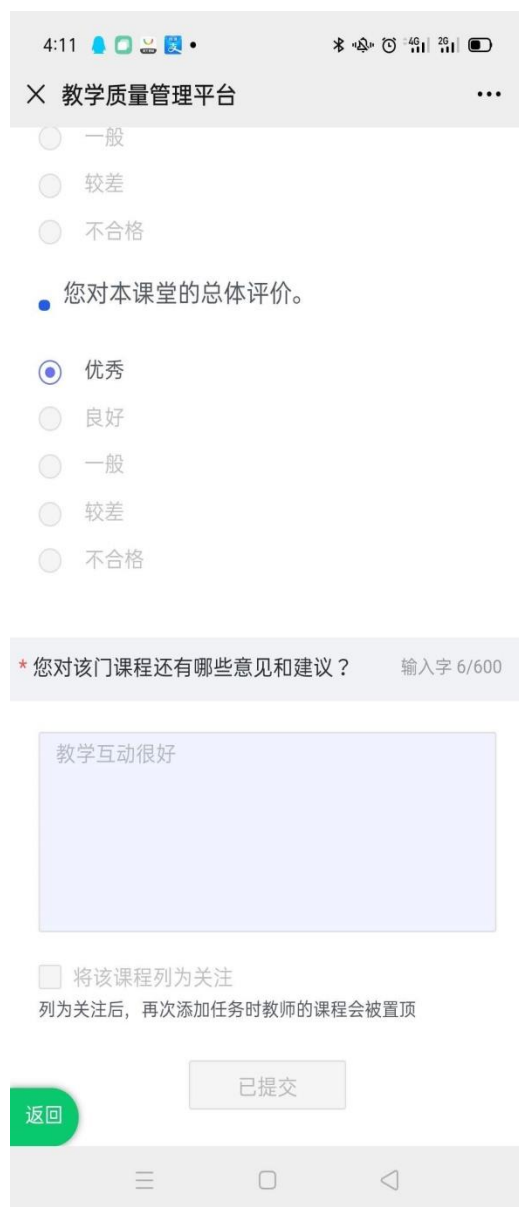 4:11
4G 2G
教学质量管理平台
一般
较差
不合格
您对本课堂的总体评价。
优秀
良好
一般
较差
不合格
* 您对该门课程还有哪些意见和建议？ 输入字 6/600
教学互动很好
将该课程列为关注
列为关注后，再次添加任务时教师的课程会被置顶
已提交
返回